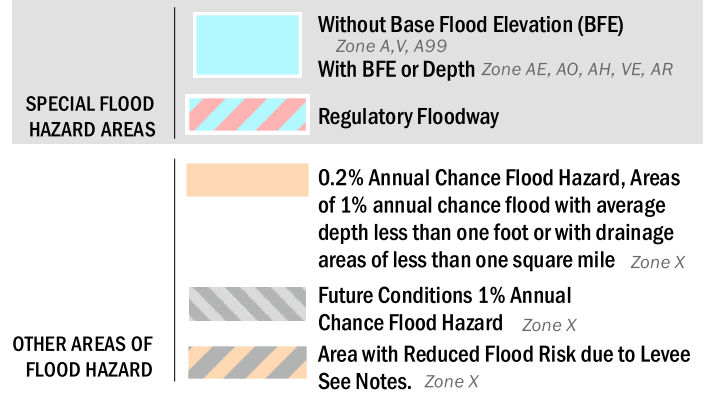 Without Base Flood Elevation (BFE)
Zone A,V, A99
With BFE or Depth Zone AE, AO, AH, VE, AR
SPECIAL FLOOD
HAZARD AREAS
Regulatory Floodway
0.2% Annual Chance Flood Hazard, Areas
of 1% annual chance flood with average
depth less than one foot or with drainage
areas of less than one square mile Zone X
Future Conditions 1% Annual
Chance Flood Hazard Zone X
OTHER AREAS OF
FLOOD HAZARD
Area with Reduced Flood Risk due to Levee
See Notes. Zone X